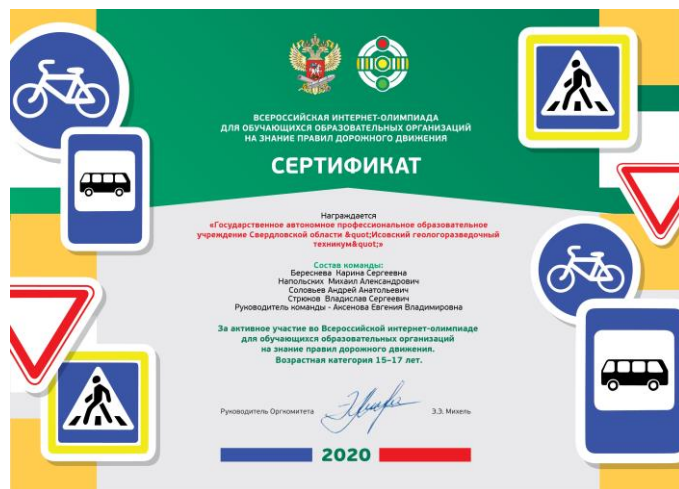 ВСЕРОССИЙСКАЯ ИНТЕРНЕТ-ОЛИМПИАДА
ДЛЯ ОБУЧАЮЩИХСЯ ОБРАЗОВАТЕЛЬНЫХ ОРГАНИЗАЦИЙ
НА ЗНАНИЕ ПРАВИЛ ДОРОЖНОГО ДВИЖЕНИЯ
СЕРТИФИКАТ
Награждается
«Государственное автономное профессиональное образовательное
учреждение Свердловской области &quot;Исовский геологоразведочный
техникум&quot;»
Состав команды:
Береснева Карина Сергеевна
Напольских Михаил Александрович
Соловьев Андрей Анатольевич
Стрюков Владислав Сергеевич
Руководитель команды - Аксенова Евгения Владимировна
За активное участие во Всероссийской интернет-олимпиаде
для обучающихся образовательных организаций
на знание правил дорожного движения.
Возрастная категория 15–17 лет.
Руководитель Оргкомитета З.Э. Михель
2020